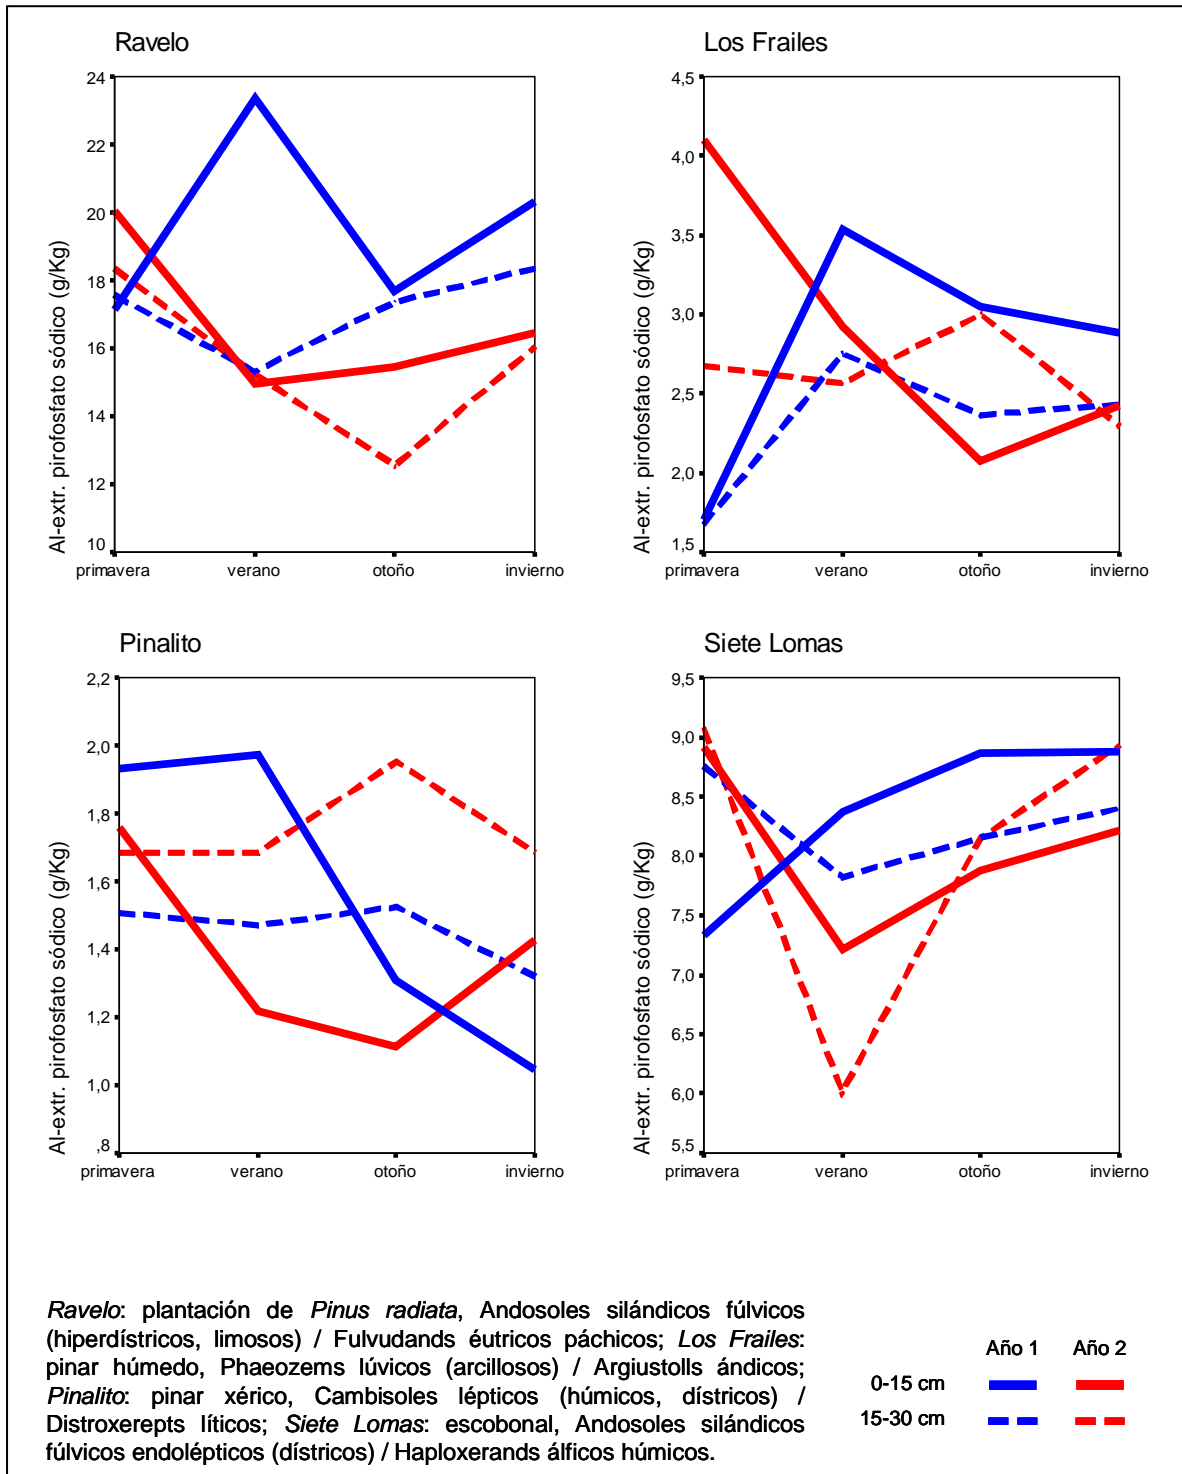 Ravelo
Al-extr. pirofosfato sódico (g/Kg)
24
22
20
18
16
14
12
10
primavera verano otoño invierno
Los Frailes
Al-extr. pirofosfato sódico (g/Kg)
4,5
4,0
3,5
3,0
2,5
2,0
1,5
primavera verano otoño invierno
Pinalito
Al-extr. pirofosfato sódico (g/Kg)
2,2
2,0
1,8
1,6
1,4
1,2
1,0
,8
primavera verano otoño invierno
Siete Lomas
Al-extr. pirofosfato sódico (g/Kg)
9,5
9,0
8,5
8,0
7,5
7,0
6,5
6,0
5,5
primavera verano otoño invierno
Ravelo: plantación de Pinus radiata, Andosoles silándicos fúlvicos
(hiperdístricos, limosos) / Fulvudands éutricos páchicos; Los Frailes:
pinar húmedo, Phaeozems lúvicos (arcillosos) / Argiustolls ándicos;
Pinalito: pinar xérico, Cambisoles lépticos (húmicos, dístricos) /
Distroxerepts líticos; Siete Lomas: escobonal, Andosoles silándicos
fúlvicos endolépticos (dístricos) / Haploxerands álficos húmicos.
Año 1 Año 2
0-15 cm
15-30 cm